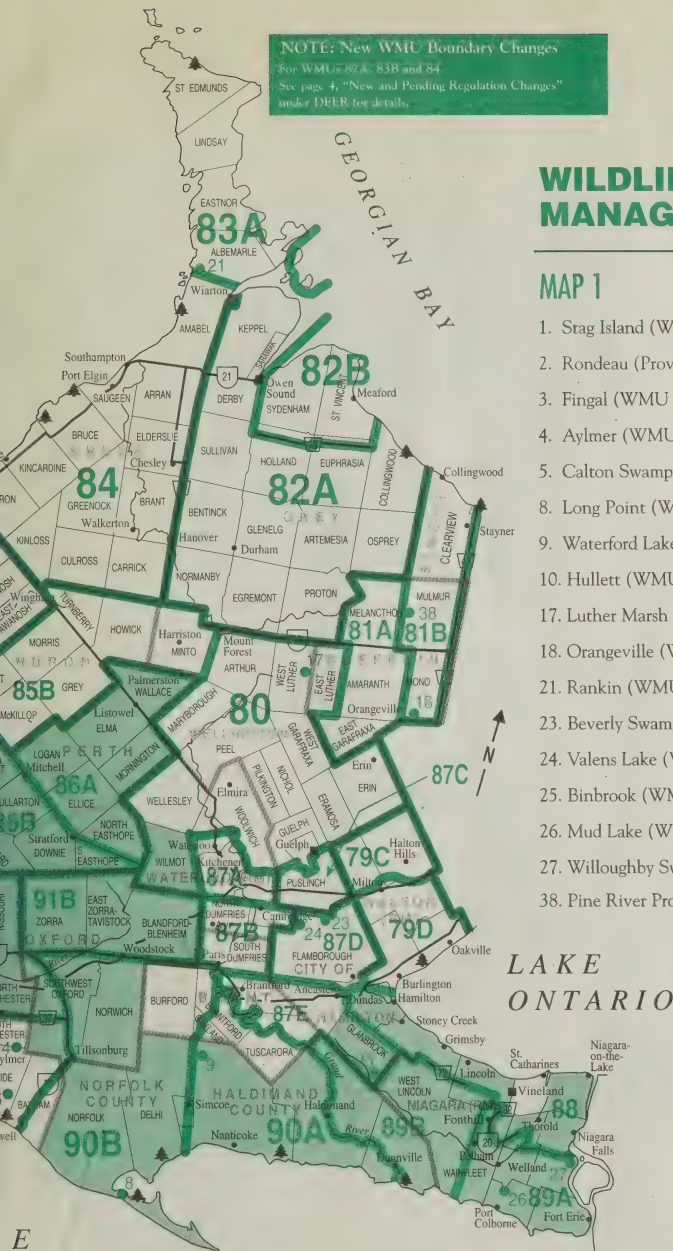 NOTE: New WMU Boundary Changes
For WMUs 82A, 83B and 84
See page 4, "New and Pending Regulation Changes"
under DEER for details.
GEORGIAN BAY
WILDLI
MANAG
MAP 1
1. Stag Island (W
2. Rondeau (Prov
3. Fingal (WMU
4. Aylmer (WMU
5. Calton Swamp
8. Long Point (W
9. Waterford Lake
10. Hullett (WMU
17. Luther Marsh
18. Orangeville (W
21. Rankin (WMU
23. Beverly Swam
24. Valens Lake (W
25. Binbrook (WM
26. Mud Lake (W
27. Willoughby Sw
38. Pine River Pro
ST EDMUNDS
LINDSAY
EASTNOR
83A
ALBEMARLE
21
Wiarton
AMABEL
KEPPEL
SARAWAK
Southampton
Port Elgin
SAUGEEN
ARRAN
21
DERBY
Owen
Sound
SYDENHAM
82B
ST. VINCENT
Meaford
BRUCE
ELDERSLIE
Chesley
SULLIVAN
HOLLAND
EUPHRASIA
COLLINGWOOD
Collingwood
KINCARDINE
84
GREENOCK
BRANT
BENTINCK
82A
GREY
GLENELG
ARTEMESIA
OSPREY
CLEARVIEW
Stayner
Walkerton
Hanover
Durham
KINLOSS
CULROSS
CARRICK
NORMANBY
EGREMONT
PROTON
MELANCTHON
81A
MULMUR
38
81B
TURNBERRY
HOWICK
Harriston
MINTO
Mount
Forest
ARTHUR
WEST
LUTHER
17
EAST
LUTHER
AMARANTH
MONO
18
Orangeville
MORRIS
HURON
85B
GREY
McKILLOP
Palmerston
WALLACE
Listowel
ELMA
MARYBOROUGH
80
PEEL
WEST
GARAFRAXA
EAST
GARAFRAXA
Erin
ERIN
87C
N
LOGAN
PERTH
Mitchell
MORNINGTON
86A
ELLICE
Elmira
PILKINGTON
NICHOL
WOOLWICH
ERAMOSA
GUELPH
Guelph
WELLESLEY
NORTH
EASTHOPE
Stratford
DOWNIE
S
EASTHOPE
Waterloo
WILMOT
Kitchener
87A
PUSLINCH
79C
Halton
Hills
Milton
91B
ZORRA
EAST
ZORRA-
TAVISTOCK
OXFORD
BLANDFORD-
BLENHEIM
Woodstock
NORTH
DUMFRIES
87B
Cambridge
SOUTH
DUMFRIES
Paris
24
23
87D
FLAMBOROUGH
CITY OF
79D
Oakville
Burlington
Hamilton
LAKE
ONTARIO
SOUTHWEST
OXFORD
NORWICH
BURFORD
Brantford
Ancaster
Dundas
87E
TUSCARORA
GLANBROOK
Stoney Creek
Grimsby
Lincoln
St.
Catharines
Niagara-
on-the-
Lake
Tillsonburg
9
NORFOLK
COUNTY
NORFOLK
DELHI
90B
Simcoe
HALDIMAND
COUNTY
Haldimand
Nanticoke
90A
Grand
River
89B
Dunnville
WEST
LINCOLN
NIAGARA
Vineland
Fonthill
20
Pelham
Thorold
88
Niagara
Falls
WAINFLEET
Welland
27
26
89A
Port
Colborne
Fort Erie
8
E